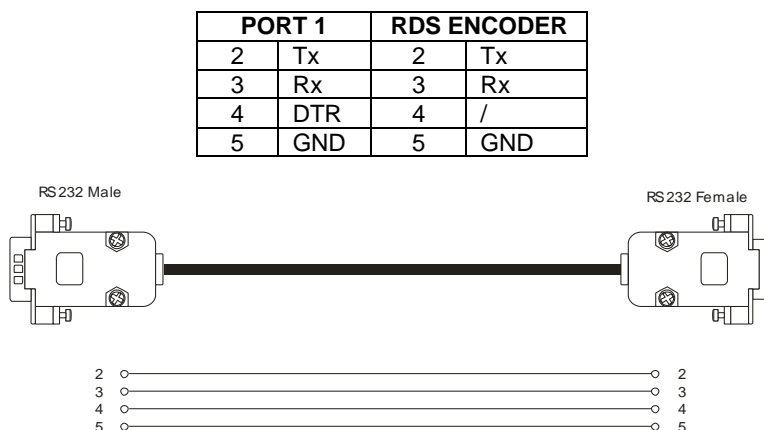 PORT 1 RDS ENCODER
2 Tx 2 Tx
3 Rx 3 Rx
4 DTR 4 /
5 GND 5 GND
RS232 Male
RS232 Female
2 2
3 3
4 4
5 5